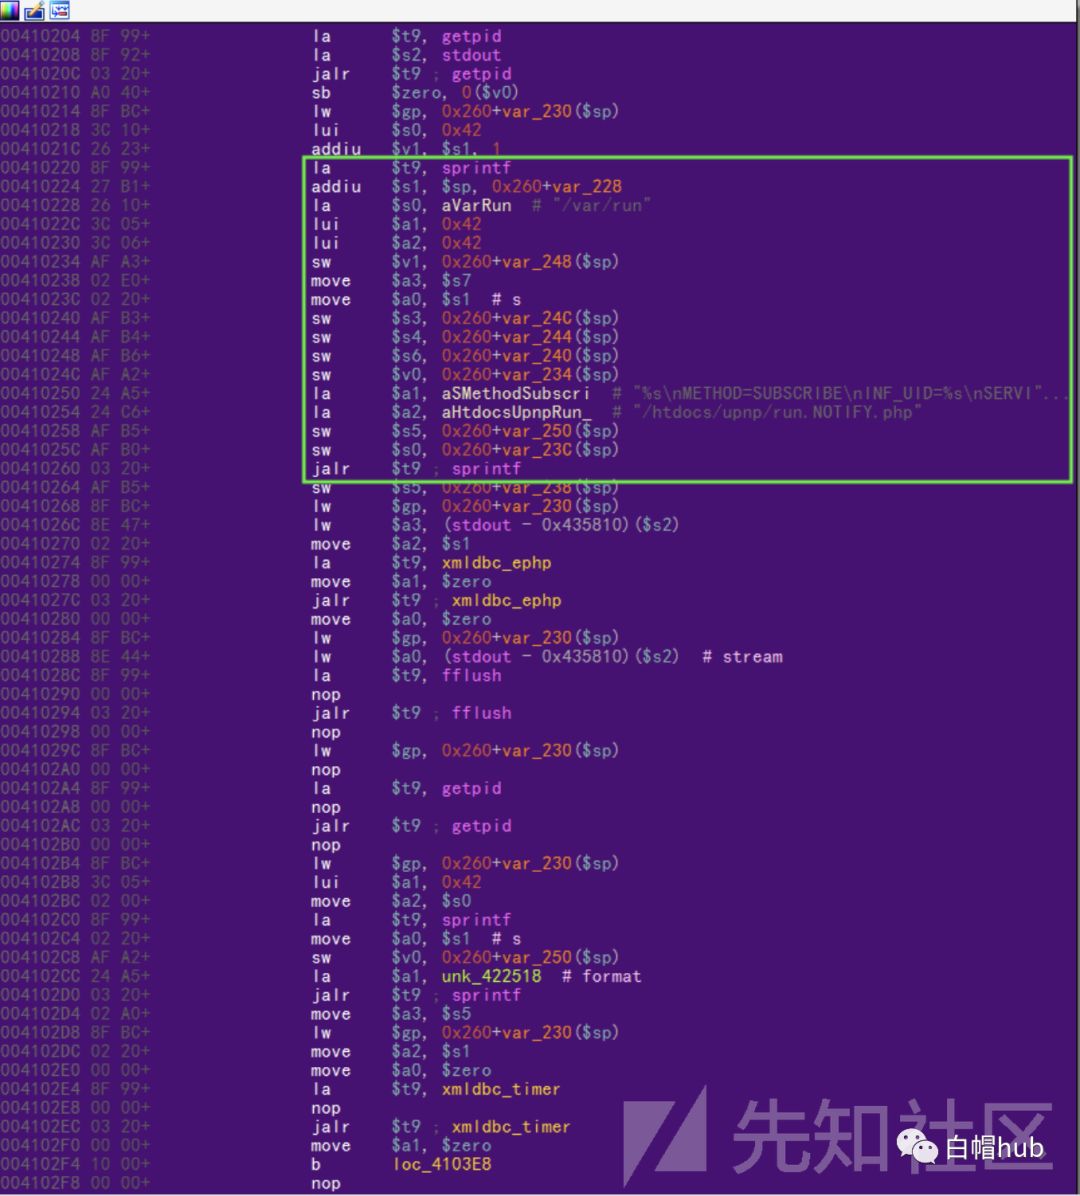 00410204 8F 99+ la $t9, getpid
00410208 8F 92+ la $s2, stdout
0041020C 03 20+ jalr $t9 ; getpid
00410210 A0 40+ sb $zero, 0($v0)
00410214 8F BC+ lw $gp, 0x260+var_230($sp)
00410218 3C 10+ lui $s0, 0x42
0041021C 26 23+ addiu $v1, $s1, 1
00410220 8F 99+ la $t9, sprintf
00410224 27 B1+ addiu $s1, $sp, 0x260+var_228
00410228 26 10+ la $s0, aVarRun # "/var/run"
0041022C 3C 05+ lui $a1, 0x42
00410230 3C 06+ lui $a2, 0x42
00410234 AF A3+ sw $v1, 0x260+var_248($sp)
00410238 02 E0+ move $a3, $s7
0041023C 02 20+ move $a0, $s1 # s
00410240 AF B3+ sw $s3, 0x260+var_24C($sp)
00410244 AF B4+ sw $s4, 0x260+var_244($sp)
00410248 AF B6+ sw $s6, 0x260+var_240($sp)
0041024C AF A2+ sw $v0, 0x260+var_234($sp)
00410250 24 A5+ la $a1, aSMethodSubscri # "%s\nMETHOD=SUBSCRIBE\nINF_UID=%s\nSERVI"...
00410254 24 C6+ la $a2, aHtdocsUpnpRun_ # "/htdocs/upnp/run.NOTIFY.php"
00410258 AF B5+ sw $s5, 0x260+var_250($sp)
0041025C AF B0+ sw $s0, 0x260+var_23C($sp)
00410260 03 20+ jalr $t9 ; sprintf
00410264 AF B5+ sw $s5, 0x260+var_238($sp)
00410268 8F BC+ lw $gp, 0x260+var_230($sp)
0041026C 8E 47+ lw $a3, (stdout - 0x435810)($s2)
00410270 02 20+ move $a2, $s1
00410274 8F 99+ la $t9, xmldbc_ephp
00410278 00 00+ move $a1, $zero
0041027C 03 20+ jalr $t9 ; xmldbc_ephp
00410280 00 00+ move $a0, $zero
00410284 8F BC+ lw $gp, 0x260+var_230($sp)
00410288 8E 44+ lw $a0, (stdout - 0x435810)($s2) # stream
0041028C 8F 99+ la $t9, fflush
00410290 00 00+ nop
00410294 03 20+ jalr $t9 ; fflush
00410298 00 00+ nop
0041029C 8F BC+ lw $gp, 0x260+var_230($sp)
004102A0 00 00+ nop
004102A4 8F 99+ la $t9, getpid
004102A8 00 00+ nop
004102AC 03 20+ jalr $t9 ; getpid
004102B0 00 00+ nop
004102B4 8F BC+ lw $gp, 0x260+var_230($sp)
004102B8 3C 05+ lui $a1, 0x42
004102BC 02 00+ move $a2, $s0
004102C0 8F 99+ la $t9, sprintf
004102C4 02 20+ move $a0, $s1 # s
004102C8 AF A2+ sw $v0, 0x260+var_250($sp)
004102CC 24 A5+ la $a1, unk_422518 # format
004102D0 03 20+ jalr $t9 ; sprintf
004102D4 02 A0+ move $a3, $s5
004102D8 8F BC+ lw $gp, 0x260+var_230($sp)
004102DC 02 20+ move $a2, $s1
004102E0 00 00+ move $a0, $zero
004102E4 8F 99+ la $t9, xmldbc_timer
004102E8 00 00+ nop
004102EC 03 20+ jalr $t9 ; xmldbc_timer
004102F0 00 00+ move $a1, $zero
004102F4 10 00+ b loc_4103E8
004102F8 00 00+ nop
先知社区
白帽hub